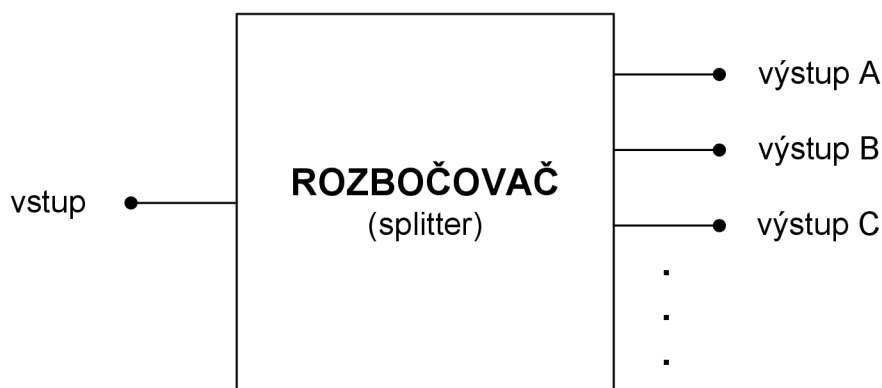 vstup
ROZBOČOVAČ
(splitter)
výstup A
výstup B
výstup C